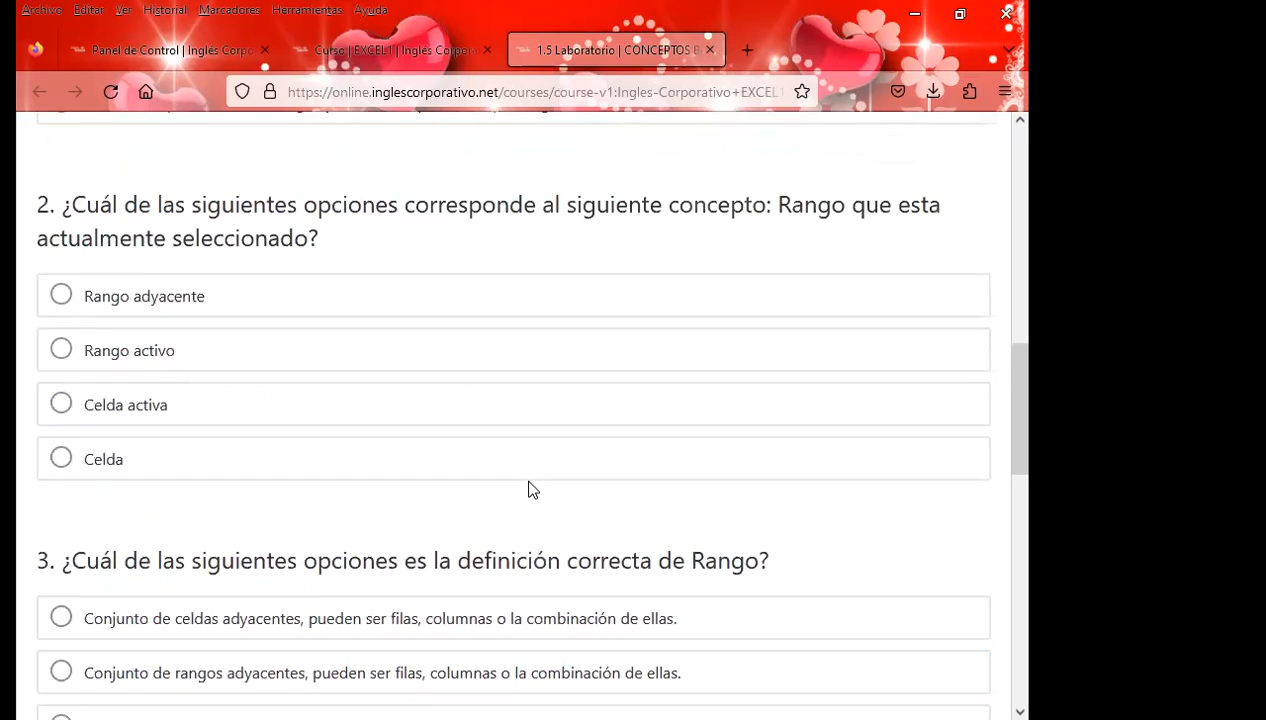 Archivo Editar Ver Historial Marcadores Herramientas Ayuda
Panel de Control | Ingles Corpo
Curso | EXCEL1 | Ingles Corpora
1.5 Laboratorio | CONCEPTOS B
https://online.inglescorporativo.net/courses/course-v1:Ingles-Corporativo+EXCEL1
2. ¿Cuál de las siguientes opciones corresponde al siguiente concepto: Rango que esta
actualmente seleccionado?
Rango adyacente
Rango activo
Celda activa
Celda
3. ¿Cuál de las siguientes opciones es la definición correcta de Rango?
Conjunto de celdas adyacentes, pueden ser filas, columnas o la combinación de ellas.
Conjunto de rangos adyacentes, pueden ser filas, columnas o la combinación de ellas.